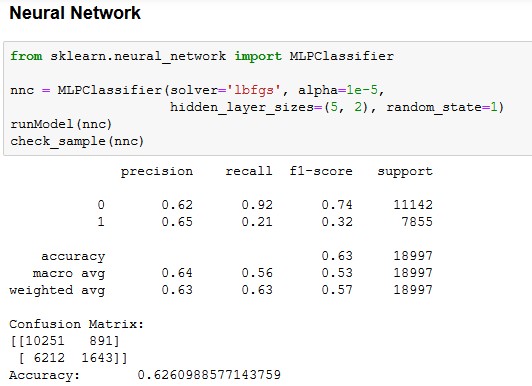 Neural Network
from sklearn.neural_network import MLPClassifier
nnc = MLPClassifier(solver='lbfgs', alpha=1e-5,
hidden_layer_sizes=(5, 2), random_state=1)
runModel(nnc)
check_sample(nnc)
precision recall f1-score support
0 0.62 0.92 0.74 11142
1 0.65 0.21 0.32 7855
accuracy 0.63 18997
macro avg 0.64 0.56 0.53 18997
weighted avg 0.63 0.63 0.57 18997
Confusion Matrix:
[[10251 891]
[ 6212 1643]]
Accuracy: 0.6260988577143759